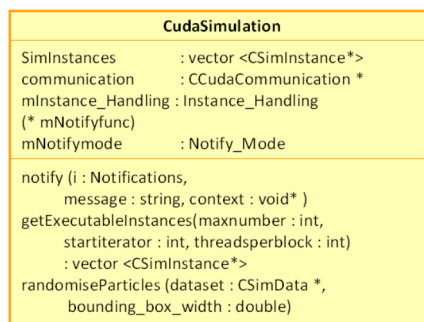 CudaSimulation
SimInstances : vector <CSimInstance*>
communication : CCudaCommunication *
mInstance_Handling : Instance_Handling
(* mNotifyfunc)
mNotifymode : Notify_Mode
notify (i : Notifications,
message : string, context : void* )
getExecutableInstances(maxnumber : int,
startiterator : int, threadsperblock : int)
: vector <CSimInstance*>
randomiseParticles (dataset : CSimData *,
bounding_box_width : double)